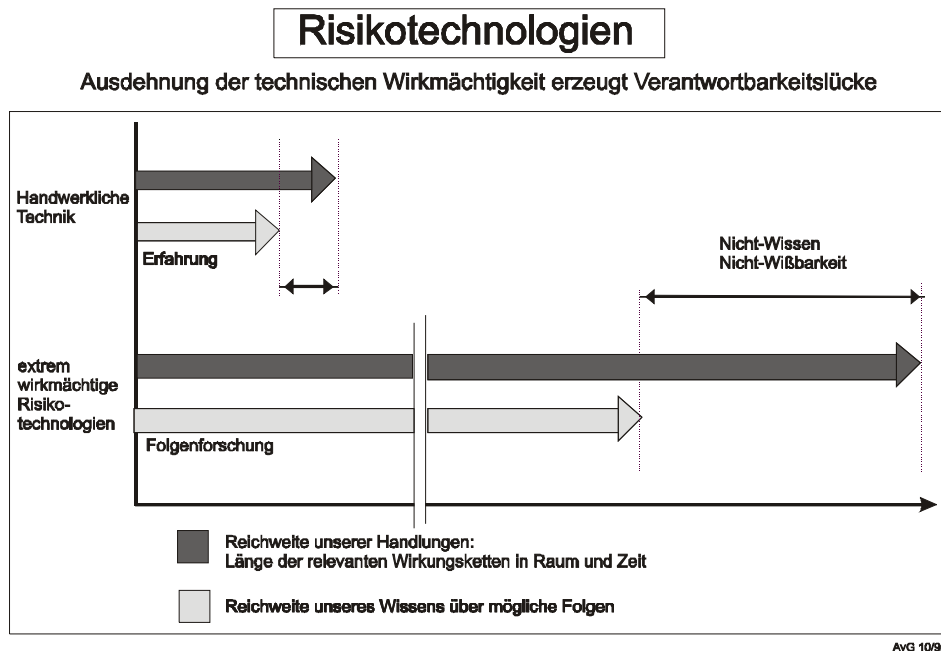 Risikotechnologien
Ausdehnung der technischen Wirkmächtigkeit erzeugt Verantwortbarkeitslücke
Handwerkliche
Technik
Erfahrung
Nicht-Wissen
Nicht-Wißbarkeit
extrem
wirkmächtige
Risiko-
technologien
Folgenforschung
Reichweite unserer Handlungen:
Länge der relevanten Wirkungsketten in Raum und Zeit
Reichweite unseres Wissens über mögliche Folgen
AvG 10/9